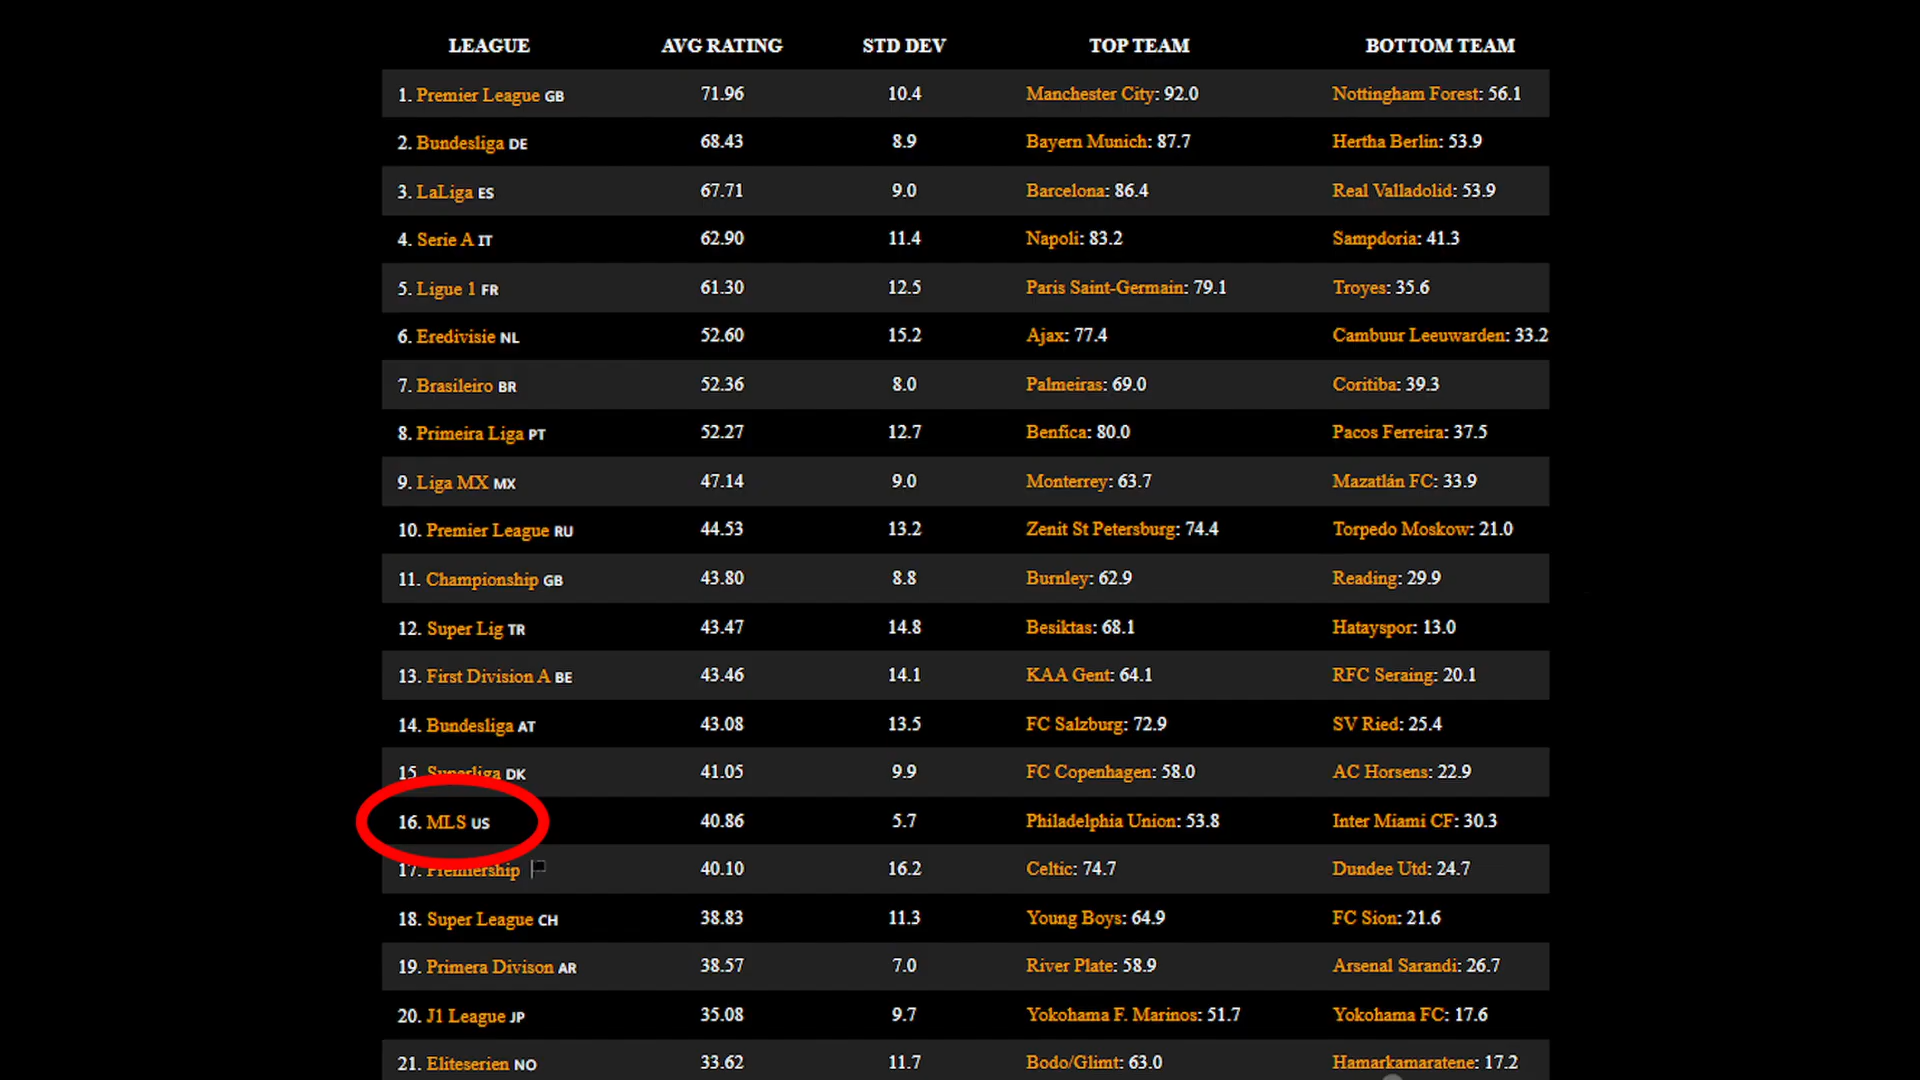 LEAGUE AVG RATING STD DEV TOP TEAM BOTTOM TEAM
1. Premier League GB 71.96 10.4 Manchester City: 92.0 Nottingham Forest: 56.1
2. Bundesliga DE 68.43 8.9 Bayern Munich: 87.7 Hertha Berlin: 53.9
3. LaLiga ES 67.71 9.0 Barcelona: 86.4 Real Valladolid: 53.9
4. Serie A IT 62.90 11.4 Napoli: 83.2 Sampdoria: 41.3
5. Ligue 1 FR 61.30 12.5 Paris Saint-Germain: 79.1 Troyes: 35.6
6. Eredivisie NL 52.60 15.2 Ajax: 77.4 Cambuur Leeuwarden: 33.2
7. Brasileiro BR 52.36 8.0 Palmeiras: 69.0 Coritiba: 39.3
8. Primeira Liga PT 52.27 12.7 Benfica: 80.0 Pacos Ferreira: 37.5
9. Liga MX MX 47.14 9.0 Monterrey: 63.7 Mazatlán FC: 33.9
10. Premier League RU 44.53 13.2 Zenit St Petersburg: 74.4 Torpedo Moskow: 21.0
11. Championship GB 43.80 8.8 Burnley: 62.9 Reading: 29.9
12. Super Lig TR 43.47 14.8 Besiktas: 68.1 Hatayspor: 13.0
13. First Division A BE 43.46 14.1 KAA Gent: 64.1 RFC Seraing: 20.1
14. Bundesliga AT 43.08 13.5 FC Salzburg: 72.9 SV Ried: 25.4
15. Superliga DK 41.05 9.9 FC Copenhagen: 58.0 AC Horsens: 22.9
16. MLS US 40.86 5.7 Philadelphia Union: 53.8 Inter Miami CF: 30.3
17. Premiership 40.10 16.2 Celtic: 74.7 Dundee Utd: 24.7
18. Super League CH 38.83 11.3 Young Boys: 64.9 FC Sion: 21.6
19. Primera Divison AR 38.57 7.0 River Plate: 58.9 Arsenal Sarandi: 26.7
20. J1 League JP 35.08 9.7 Yokohama F. Marinos: 51.7 Yokohama FC: 17.6
21. Eliteserien NO 33.62 11.7 Bodo/Glimt: 63.0 Hamarkamaratene: 17.2